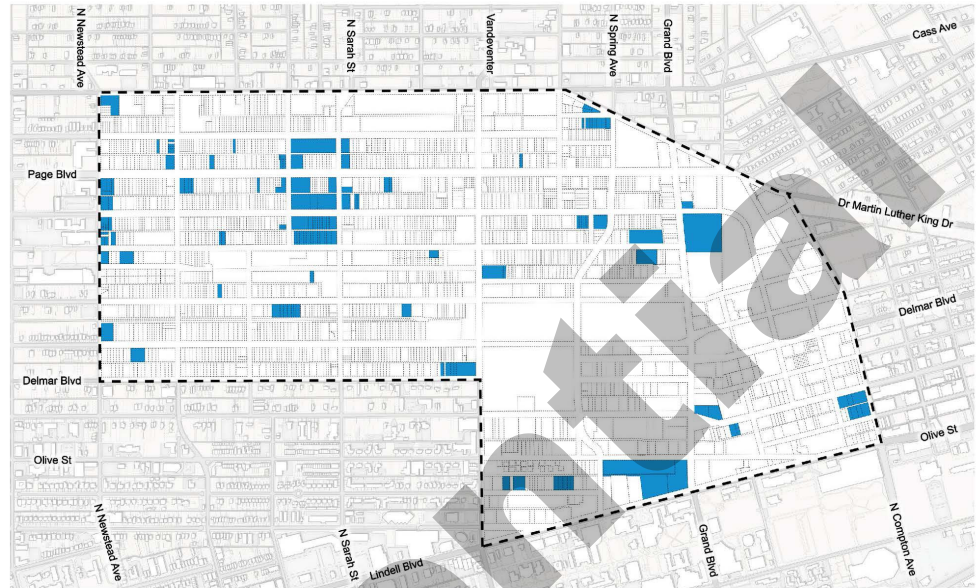 N Newstead Ave
N Sarah St
Vandeventer
N Spring Ave
Grand Blvd
Cass Ave
Page Blvd
Dr Martin Luther King Dr
Delmar Blvd
Delmar Blvd
Olive St
Olive St
N Newstead Ave
N Sarah St
Lindell Blvd
Grand Blvd
N Compton Ave
ential